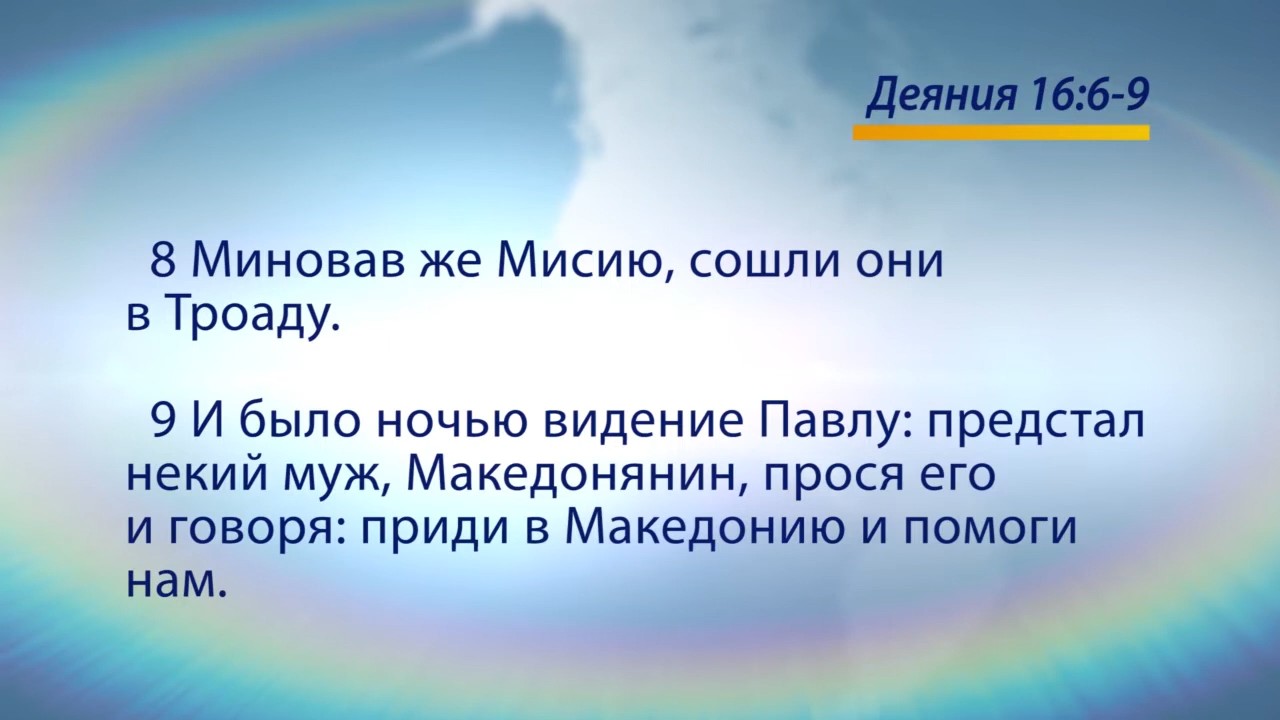 Деяния 16:6-9
8 Миновав же Мисию, сошли они
в Троаду.
9 И было ночью видение Павлу: предстал
некий муж, Македонянин, прося его
и говоря: приди в Македонию и помоги
нам.